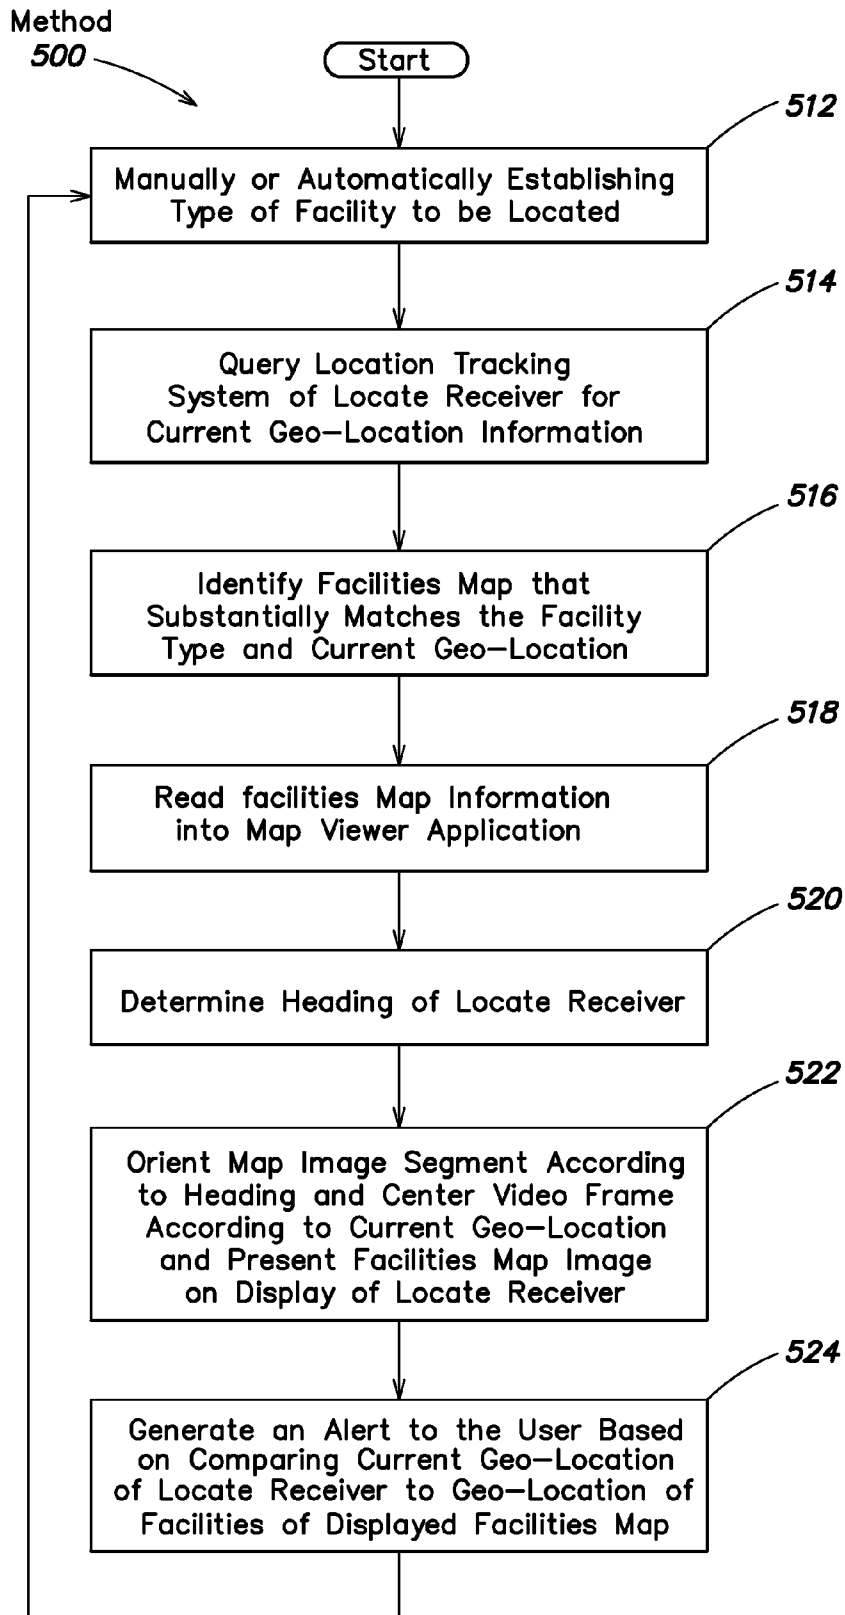 Method
500
Start
512
Manually or Automatically Establishing
Type of Facility to be Located
514
Query Location Tracking
System of Locate Receiver for
Current Geo-Location Information
516
Identify Facilities Map that
Substantially Matches the Facility
Type and Current Geo-Location
518
Read facilities Map Information
into Map Viewer Application
520
Determine Heading of Locate Receiver
522
Orient Map Image Segment According
to Heading and Center Video Frame
According to Current Geo-Location
and Present Facilities Map Image
on Display of Locate Receiver
524
Generate an Alert to the User Based
on Comparing Current Geo-Location
of Locate Receiver to Geo-Location of
Facilities of Displayed Facilities Map